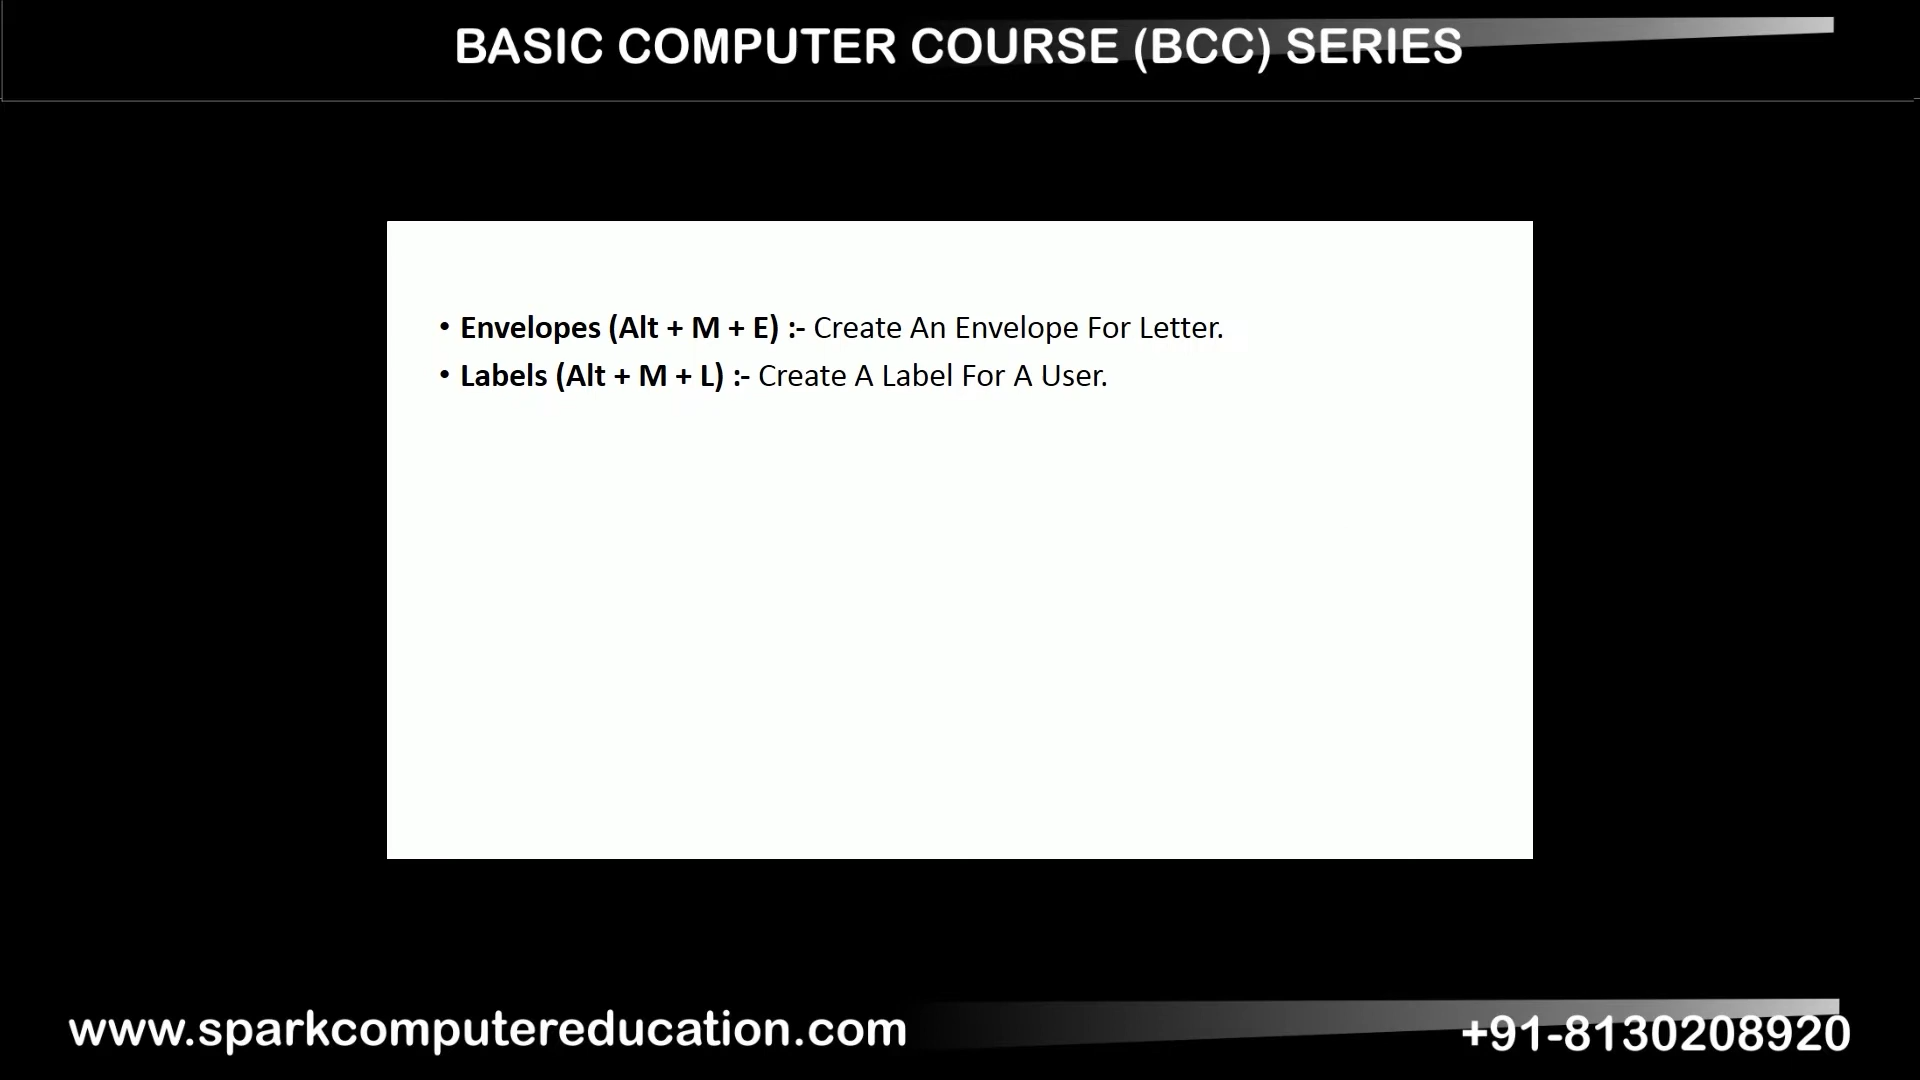 BASIC COMPUTER COURSE (BCC) SERIES
• Envelopes (Alt + M + E) :- Create An Envelope For Letter.
• Labels (Alt + M + L) :- Create A Label For A User.
www.sparkcomputereducation.com
+91-8130208920